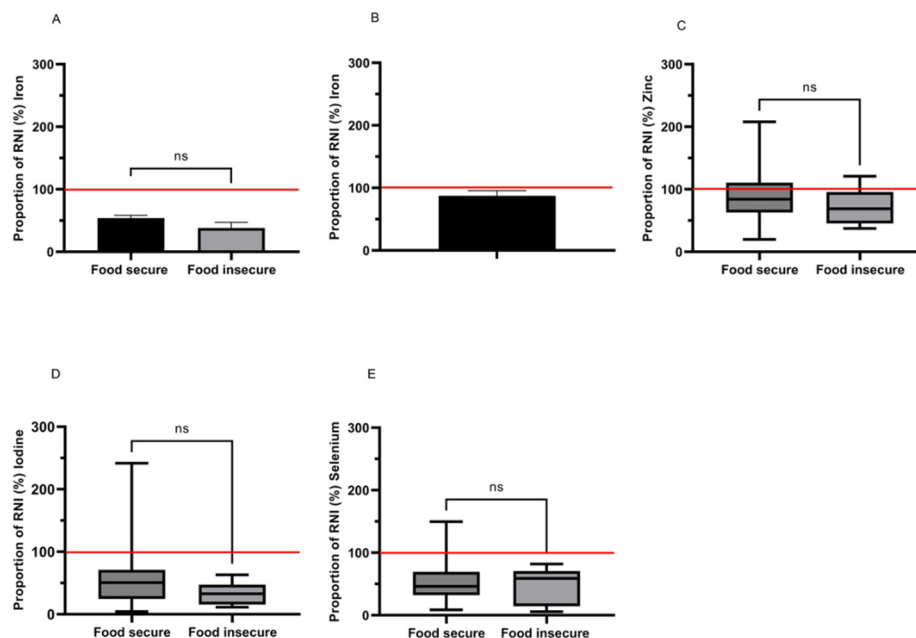 A
Proportion of RNI (%) Iron
300
200
100
0
ns
Food secure
Food insecure
B
Proportion of RNI (%) Iron
300
200
100
0
C
Proportion of RNI (%) Zinc
300
200
100
0
ns
Food secure
Food insecure
D
Proportion of RNI (%) Iodine
300
200
100
0
ns
Food secure
Food insecure
E
Proportion of RNI (%) Selenium
300
200
100
0
ns
Food secure
Food insecure